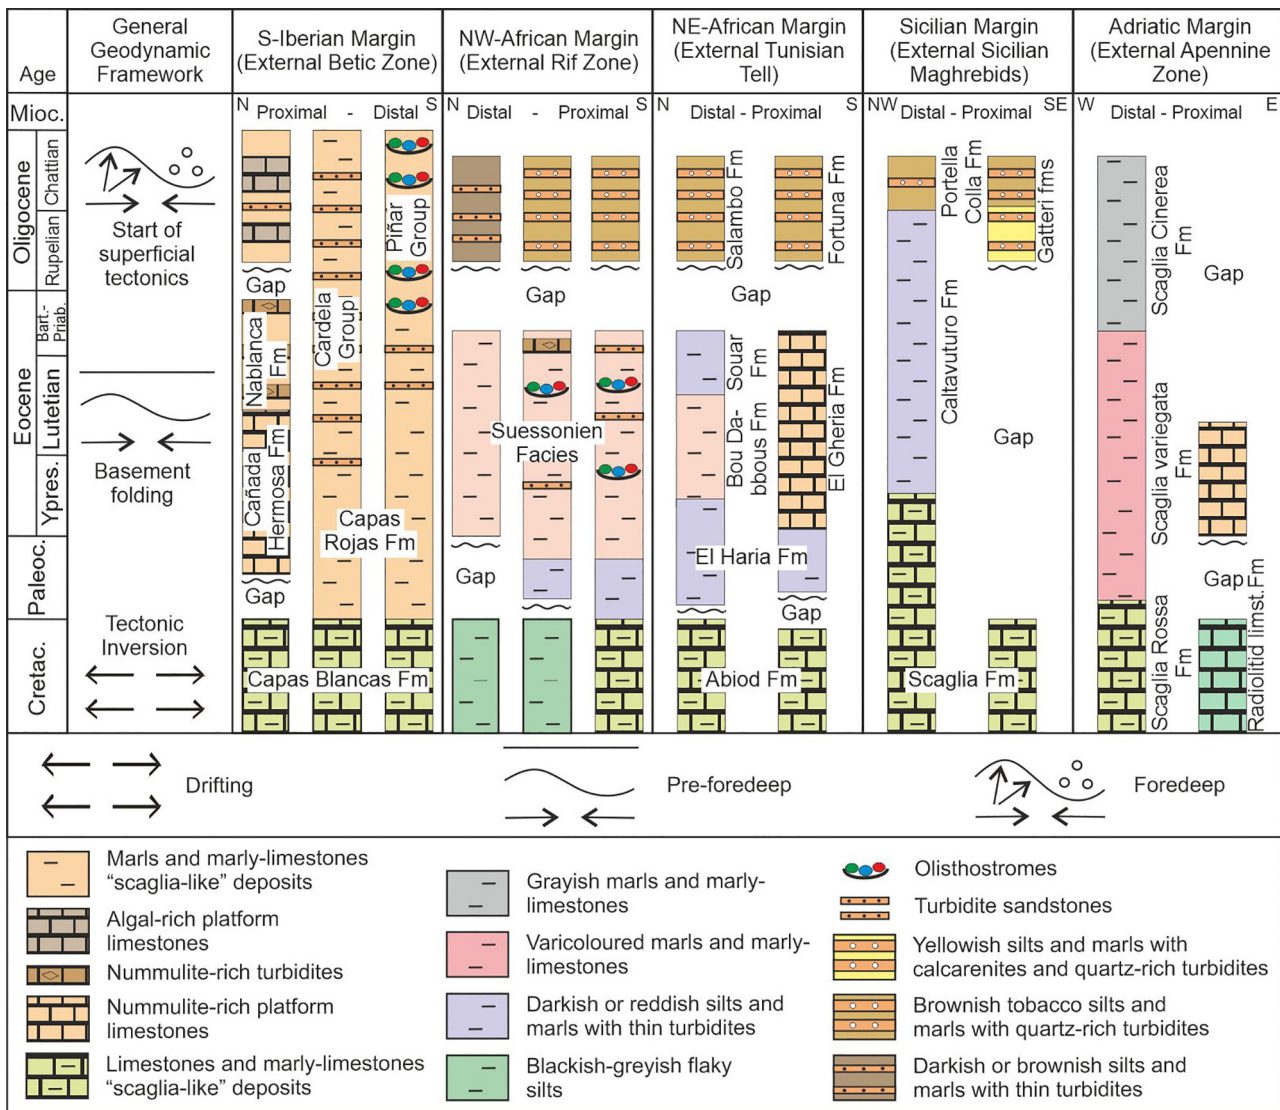 Age
General
Geodynamic
Framework
S-Iberian Margin
(External Betic Zone)
NW-African Margin
(External Rif Zone)
NE-African Margin
(External Tunisian
Tell)
Sicilian Margin
(External Sicilian
Maghrebids)
Adriatic Margin
(External Apennine
Zone)
Mioc.
N Proximal - Distal S
N Distal - Proximal S
N Distal - Proximal S
NW Distal - Proximal SE
W Distal - Proximal E
Oligocene
Chattian
Rupelian
Eocene
Bart.-
Priab.
Lutetian
Ypres.
Paleoc.
Cretac.
Start of
superficial
tectonics
Basement
folding
Tectonic
Inversion
Gap
Nablanca
Fm
Cañada
Hermosa Fm
Gap
Cardela
Group
Piñar
Group
Capas
Rojas Fm
Capas Blancas Fm
Gap
Suessonien
Facies
Gap
Salambo Fm
Fortuna Fm
Gap
Souar
Fm
Bou Da-
bbous Fm
El Gheria Fm
El Haria Fm
Gap
Abiod Fm
Portella
Colla Fm
Gatteri fms
Caltavuturo Fm
Gap
Scaglia Fm
Scaglia Cinerea
Fm
Gap
Scaglia variegata
Fm
Gap
Scaglia Rossa
Fm
Radiolitid limst. Fm
Drifting
Pre-foredeep
Foredeep
Marls and marly-limestones
“scaglia-like” deposits
Algal-rich platform
limestones
Nummulite-rich turbidites
Nummulite-rich platform
limestones
Limestones and marly-limestones
“scaglia-like” deposits
Grayish marls and marly-
limestones
Varicoloured marls and marly-
limestones
Darkish or reddish silts and
marls with thin turbidites
Blackish-greyish flaky
silts
Olisthostromes
Turbidite sandstones
Yellowish silts and marls with
calcarenites and quartz-rich turbidites
Brownish tobacco silts and
marls with quartz-rich turbidites
Darkish or brownish silts and
marls with thin turbidites